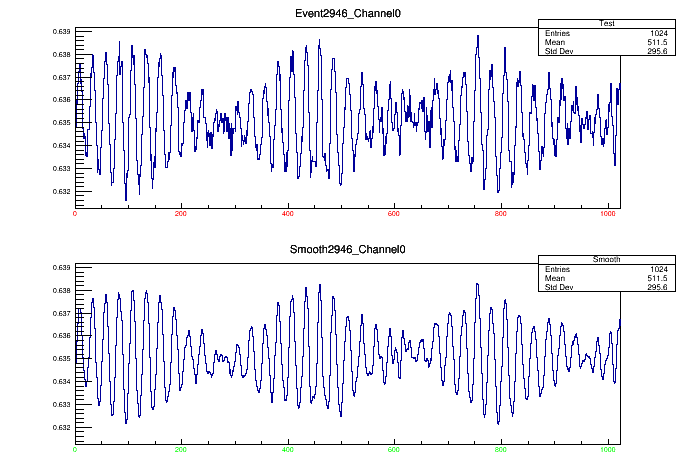 Event2946_Channel0
Test
Entries 1024
Mean 511.5
Std Dev 295.6
0.639
0.638
0.637
0.636
0.635
0.634
0.633
0.632
0 200 400 600 800 1000
Smooth2946_Channel0
Smooth
Entries 1024
Mean 511.5
Std Dev 295.6
0.639
0.638
0.637
0.636
0.635
0.634
0.633
0.632
0 200 400 600 800 1000